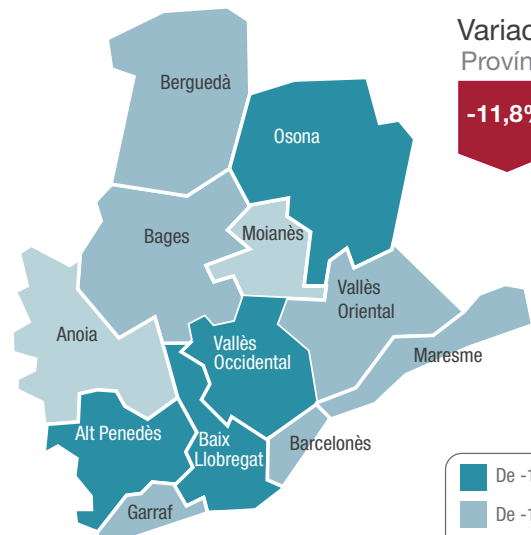 Variac
Provín
-11,8%
Berguedà
Osona
Bages
Moianès
Vallès
Oriental
Anoia
Vallès
Occidental
Maresme
Alt Penedès
Baix
Llobregat
Barcelonès
Garraf
De -1
De -1